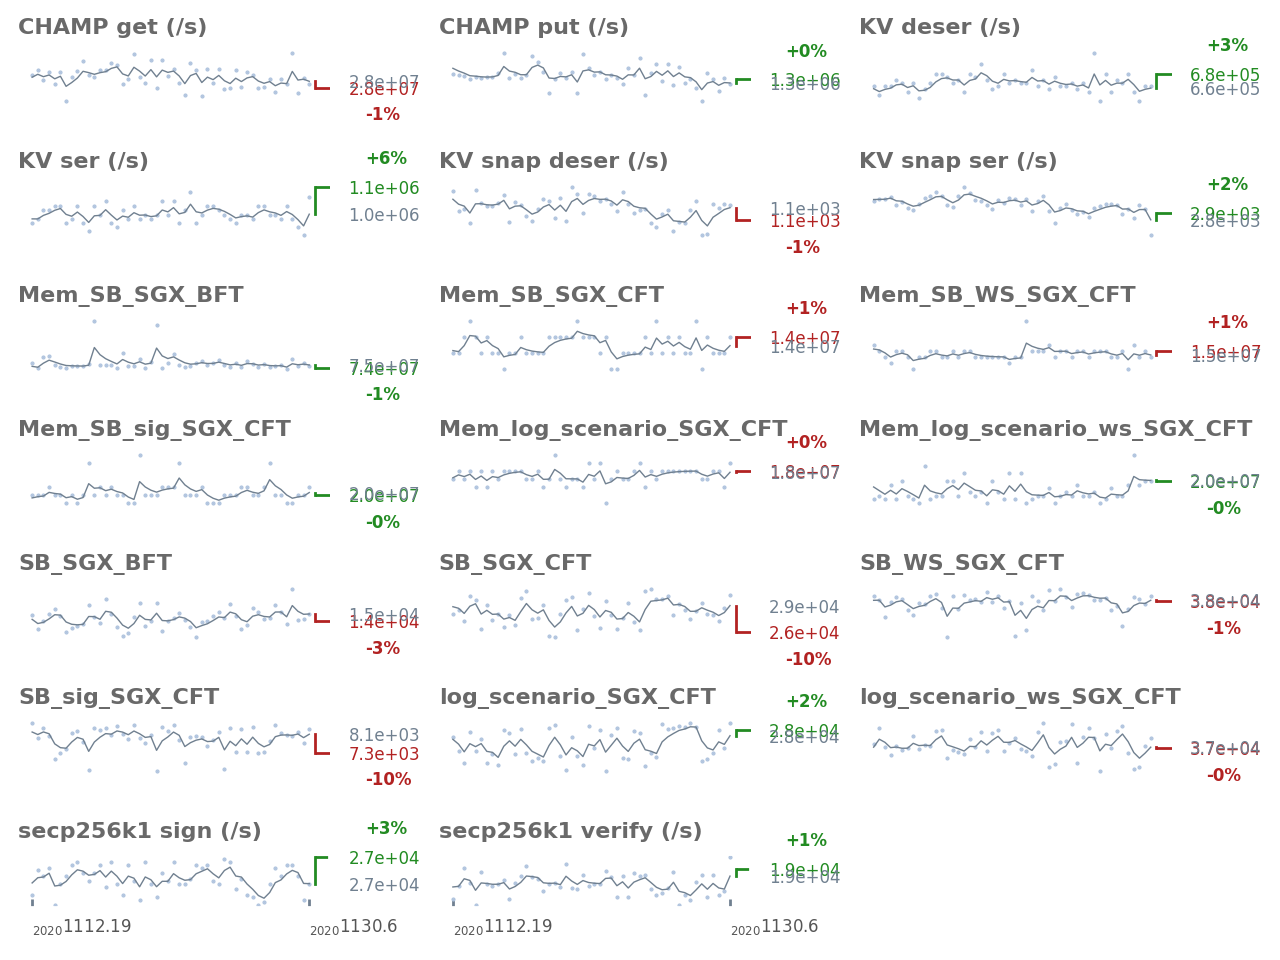 CHAMP get (/s)
2.8e+07
2.8e+07
-1%
CHAMP put (/s)
+0%
1.3e+06
1.3e+06
KV deser (/s)
+3%
6.8e+05
6.6e+05
KV ser (/s)
+6%
1.1e+06
1.0e+06
KV snap deser (/s)
1.1e+03
1.1e+03
-1%
KV snap ser (/s)
+2%
2.9e+03
2.8e+03
Mem_SB_SGX_BFT
7.5e+07
7.4e+07
-1%
Mem_SB_SGX_CFT
+1%
1.4e+07
1.4e+07
Mem_SB_WS_SGX_CFT
+1%
1.5e+07
1.5e+07
Mem_SB_sig_SGX_CFT
2.0e+07
2.0e+07
-0%
Mem_log_scenario_SGX_CFT
+0%
1.8e+07
1.8e+07
Mem_log_scenario_ws_SGX_CFT
2.0e+07
2.0e+07
-0%
SB_SGX_BFT
1.5e+04
1.4e+04
-3%
SB_SGX_CFT
2.9e+04
2.6e+04
-10%
SB_WS_SGX_CFT
3.8e+04
3.8e+04
-1%
SB_sig_SGX_CFT
8.1e+03
7.3e+03
-10%
log_scenario_SGX_CFT
+2%
2.8e+04
2.8e+04
log_scenario_ws_SGX_CFT
3.7e+04
3.7e+04
-0%
secp256k1 sign (/s)
+3%
2.7e+04
2.7e+04
20201112.19
20201130.6
secp256k1 verify (/s)
+1%
1.9e+04
1.9e+04
20201112.19
20201130.6